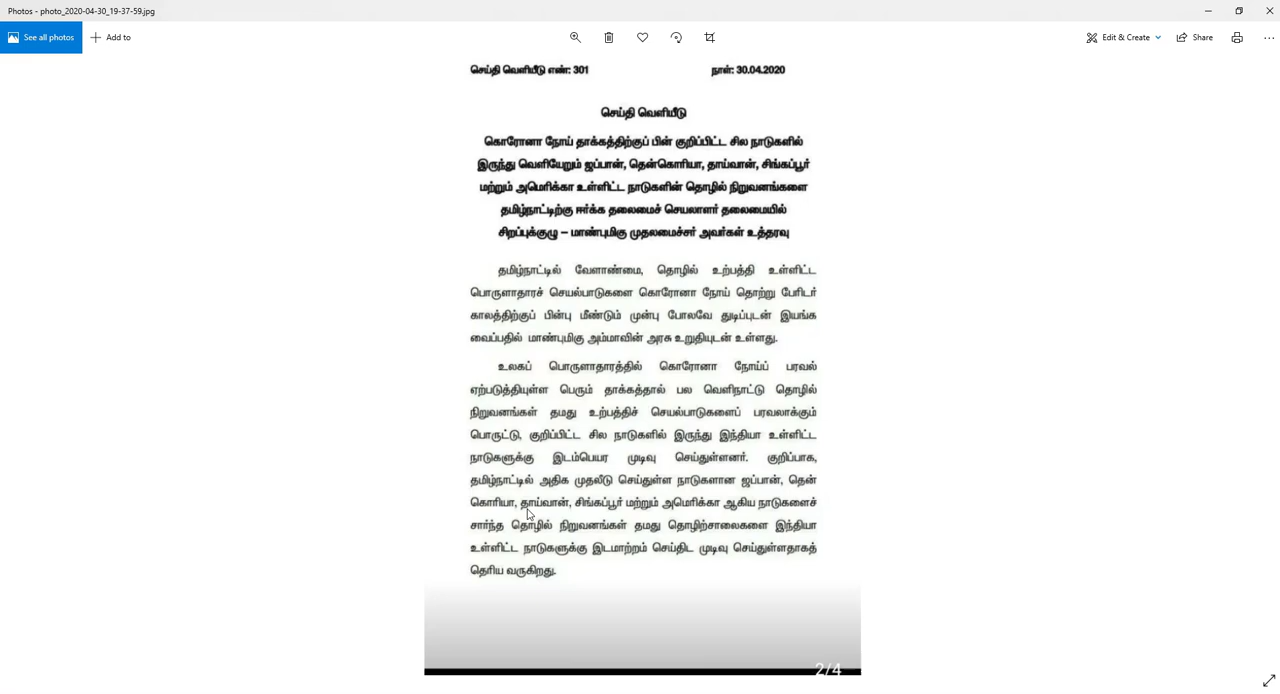 Photos - photo_2020-04-30_19-37-59.jpg
See all photos
Add to
Edit & Create
Share
செய்தி வெளியீடு எண்: 301 நாள்: 30.04.2020
செய்தி வெளியீடு
கொரோனா நோய் தாக்கத்திற்குப் பின் குறிப்பிட்ட சில நாடுகளில்
இருந்து வெளியேறும் ஜப்பான், தென்கொரியா, தாய்வான், சிங்கப்பூர்
மற்றும் அமெரிக்கா உள்ளிட்ட நாடுகளின் தொழில் நிறுவனங்களை
தமிழ்நாட்டிற்கு ஈர்க்க தலைமைச் செயலாளர் தலைமையில்
சிறப்புக்குழு – மாண்புமிகு முதலமைச்சர் அவர்கள் உத்தரவு
தமிழ்நாட்டில் வேளாண்மை, தொழில் உற்பத்தி உள்ளிட்ட
பொருளாதாரச் செயல்பாடுகளை கொரோனா நோய் தொற்று பேரிடர்
காலத்திற்குப் பின்பு மீண்டும் முன்பு போலவே துடிப்புடன் இயங்க
வைப்பதில் மாண்புமிகு அம்மாவின் அரசு உறுதியுடன் உள்ளது.
உலகப் பொருளாதாரத்தில் கொரோனா நோய்ப் பரவல்
ஏற்படுத்தியுள்ள பெரும் தாக்கத்தால் பல வெளிநாட்டு தொழில்
நிறுவனங்கள் தமது உற்பத்திச் செயல்பாடுகளைப் பரவலாக்கும்
பொருட்டு, குறிப்பிட்ட சில நாடுகளில் இருந்து இந்தியா உள்ளிட்ட
நாடுகளுக்கு இடம்பெயர முடிவு செய்துள்ளனர். குறிப்பாக,
தமிழ்நாட்டில் அதிக முதலீடு செய்துள்ள நாடுகளான ஜப்பான், தென்
கொரியா, தாய்வான், சிங்கப்பூர் மற்றும் அமெரிக்கா ஆகிய நாடுகளைச்
சார்ந்த தொழில் நிறுவனங்கள் தமது தொழிற்சாலைகளை இந்தியா
உள்ளிட்ட நாடுகளுக்கு இடமாற்றம் செய்திட முடிவு செய்துள்ளதாகத்
தெரிய வருகிறது.
2/4